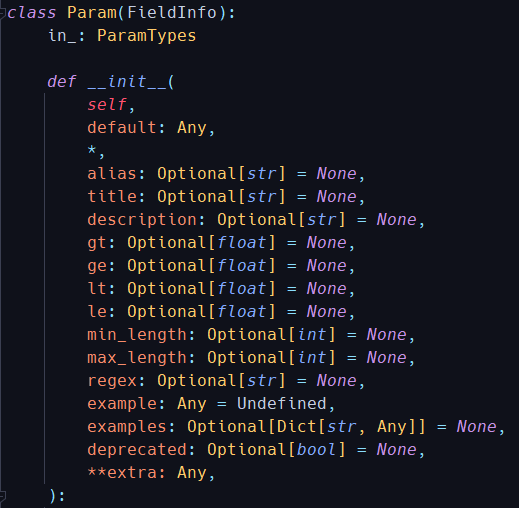 class Param(FieldInfo):
    in_: ParamTypes

    def __init__(
        self,
        default: Any,
        *,
        alias: Optional[str] = None,
        title: Optional[str] = None,
        description: Optional[str] = None,
        gt: Optional[float] = None,
        ge: Optional[float] = None,
        lt: Optional[float] = None,
        le: Optional[float] = None,
        min_length: Optional[int] = None,
        max_length: Optional[int] = None,
        regex: Optional[str] = None,
        example: Any = Undefined,
        examples: Optional[Dict[str, Any]] = None,
        deprecated: Optional[bool] = None,
        **extra: Any,
    ):